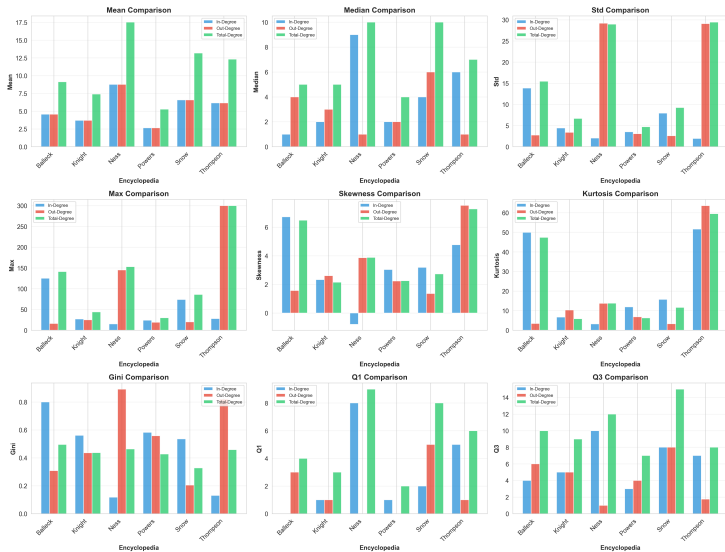 Mean Comparison
In-Degree
Out-Degree
Total-Degree
17.5
15.0
12.5
10.0
7.5
5.0
2.5
0.0
Mean
Balleck
Knight
Ness
Powers
Snow
Thompson
Encyclopedia
Median Comparison
In-Degree
Out-Degree
Total-Degree
10
8
6
4
2
0
Median
Balleck
Knight
Ness
Powers
Snow
Thompson
Encyclopedia
Std Comparison
In-Degree
Out-Degree
Total-Degree
30
25
20
15
10
5
0
Std
Balleck
Knight
Ness
Powers
Snow
Thompson
Encyclopedia
Max Comparison
In-Degree
Out-Degree
Total-Degree
300
250
200
150
100
50
0
Max
Balleck
Knight
Ness
Powers
Snow
Thompson
Encyclopedia
Skewness Comparison
In-Degree
Out-Degree
Total-Degree
6
4
2
0
Skewness
Balleck
Knight
Ness
Powers
Snow
Thompson
Encyclopedia
Kurtosis Comparison
In-Degree
Out-Degree
Total-Degree
60
50
40
30
20
10
0
Kurtosis
Balleck
Knight
Ness
Powers
Snow
Thompson
Encyclopedia
Gini Comparison
In-Degree
Out-Degree
Total-Degree
0.8
0.6
0.4
0.2
0.0
Gini
Balleck
Knight
Ness
Powers
Snow
Thompson
Encyclopedia
Q1 Comparison
In-Degree
Out-Degree
Total-Degree
8
6
4
2
0
Q1
Balleck
Knight
Ness
Powers
Snow
Thompson
Encyclopedia
Q3 Comparison
In-Degree
Out-Degree
Total-Degree
14
12
10
8
6
4
2
0
Q3
Balleck
Knight
Ness
Powers
Snow
Thompson
Encyclopedia